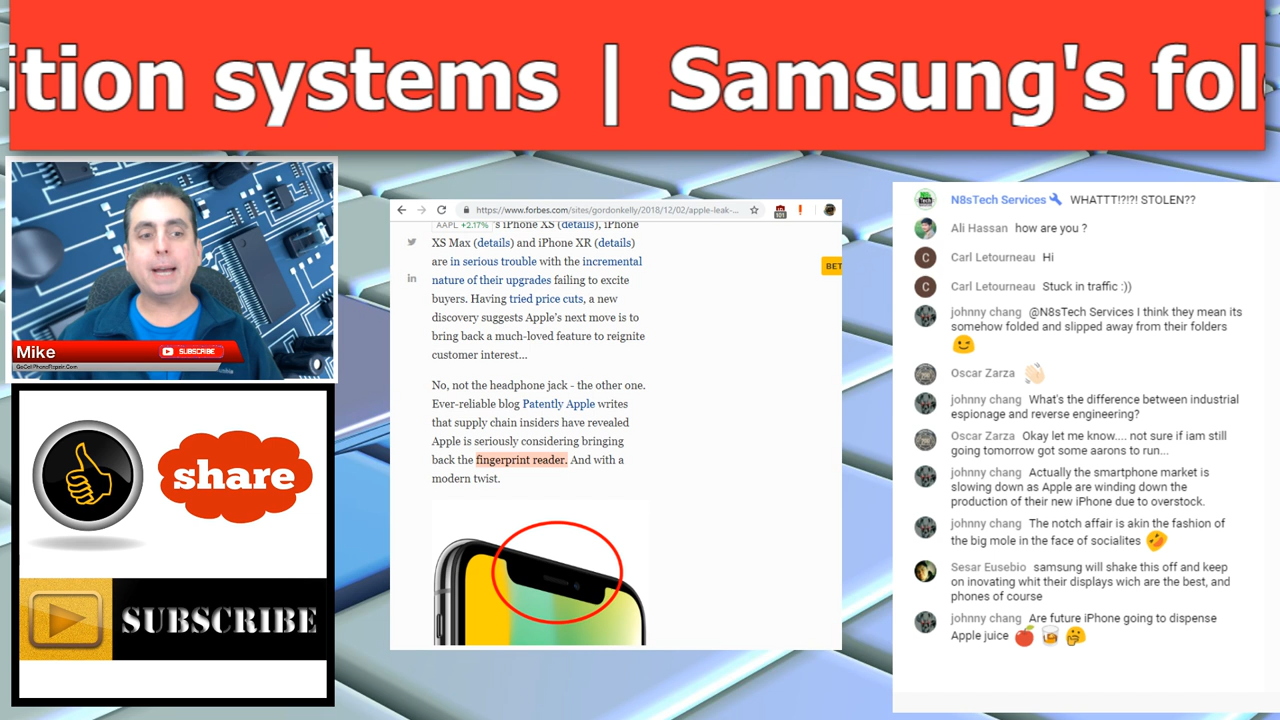 ition systems | Samsung's fol
Mike
SUBSCRIBE
GoCellPhoneRepair.Com
share
SUBSCRIBE
https://www.forbes.com/sites/gordonkelly/2018/12/02/apple-leak-...
101
AAPL +2.17% 's iPhone XS (details), iPhone
XS Max (details) and iPhone XR (details)
are in serious trouble with the incremental
nature of their upgrades failing to excite
buyers. Having tried price cuts, a new
discovery suggests Apple's next move is to
bring back a much-loved feature to reignite
customer interest...
No, not the headphone jack - the other one.
Ever-reliable blog Patently Apple writes
that supply chain insiders have revealed
Apple is seriously considering bringing
back the fingerprint reader. And with a
modern twist.
BET
N8sTech Services WHATTT!?!?! STOLEN??
Ali Hassan how are you ?
C Carl Letourneau Hi
C Carl Letourneau Stuck in traffic :))
johnny chang @N8sTech Services I think they mean its
somehow folded and slipped away from their folders
😉
Oscar Zarza 👋🏻
johnny chang What's the difference between industrial
espionage and reverse engineering?
Oscar Zarza Okay let me know.... not sure if iam still
going tomorrow got some aarons to run...
johnny chang Actually the smartphone market is
slowing down as Apple are winding down the
production of their new iPhone due to overstock.
johnny chang The notch affair is akin the fashion of
the big mole in the face of socialites 🤣
Sesar Eusebio samsung will shake this off and keep
on inovating whit their displays wich are the best, and
phones of course
johnny chang Are future iPhone going to dispense
Apple juice 🍎 🥃 🤔